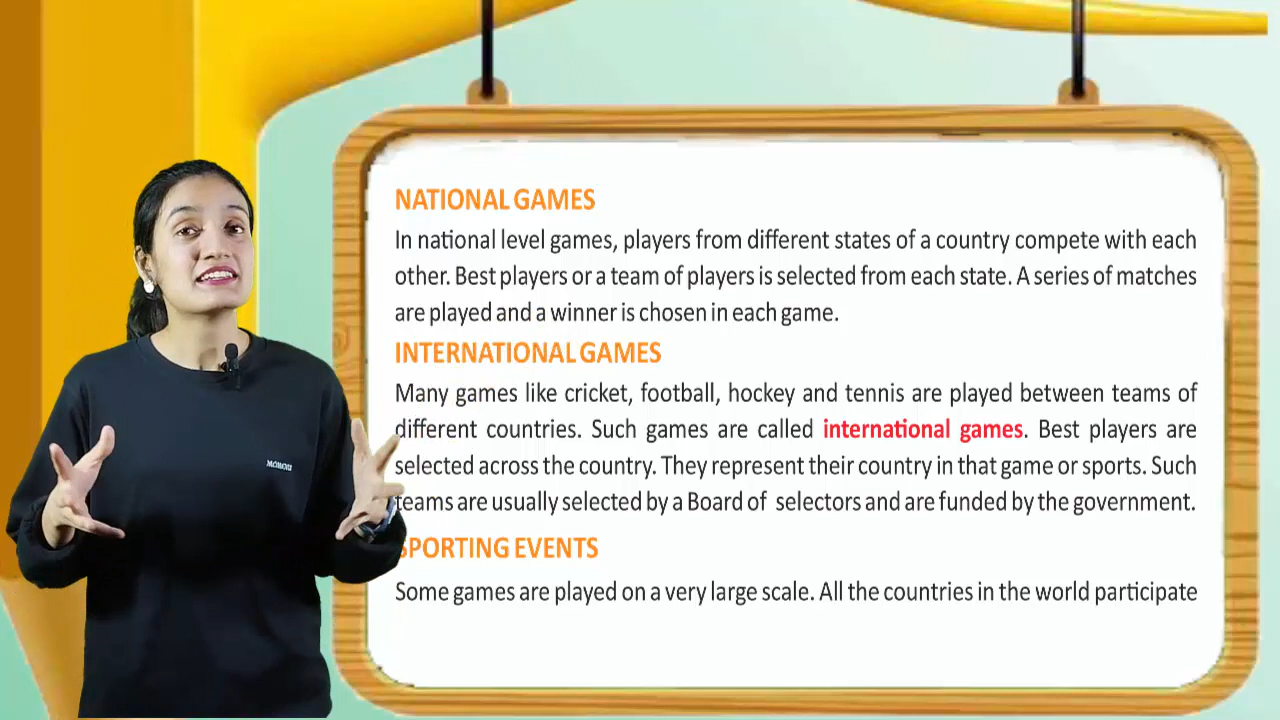 NATIONAL GAMES
In national level games, players from different states of a country compete with each
other. Best players or a team of players is selected from each state. A series of matches
are played and a winner is chosen in each game.
INTERNATIONAL GAMES
Many games like cricket, football, hockey and tennis are played between teams of
different countries. Such games are called international games. Best players are
selected across the country. They represent their country in that game or sports. Such
teams are usually selected by a Board of selectors and are funded by the government.
SPORTING EVENTS
Some games are played on a very large scale. All the countries in the world participate